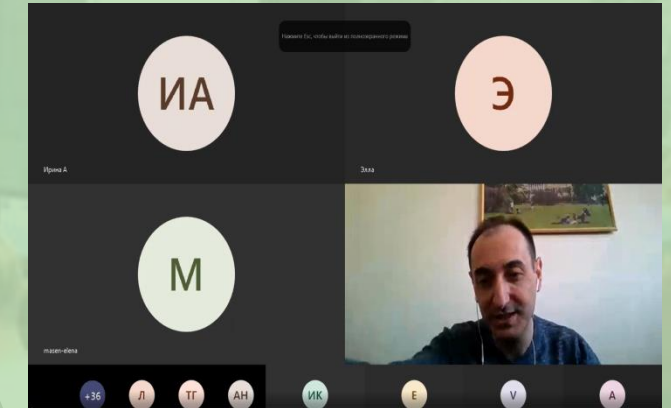 Нажмите Esc, чтобы выйти из полноэкранного режима
ИА
Э
Ирина А
Элла
М
masen-elena
+36
Л
ТГ
АН
ИК
Е
V
А